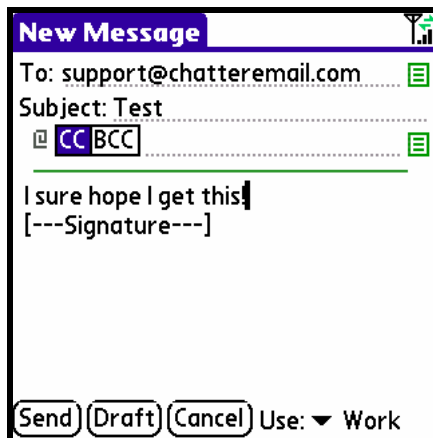 New Message
To: support@chatteremail.com
Subject: Test
CC BCC
I sure hope I get this!
[---Signature---]
Send Draft Cancel Use: Work